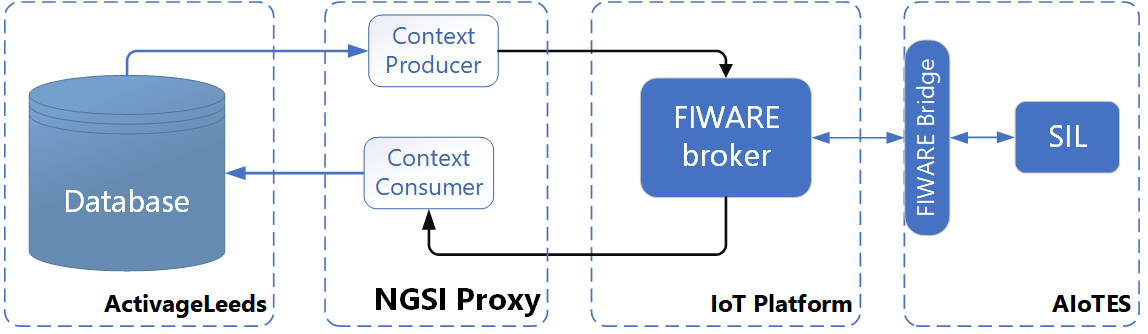 Database
ActivageLeeds
Context
Producer
Context
Consumer
NGSI Proxy
FIWARE
broker
IoT Platform
FIWARE Bridge
SIL
AIoTES